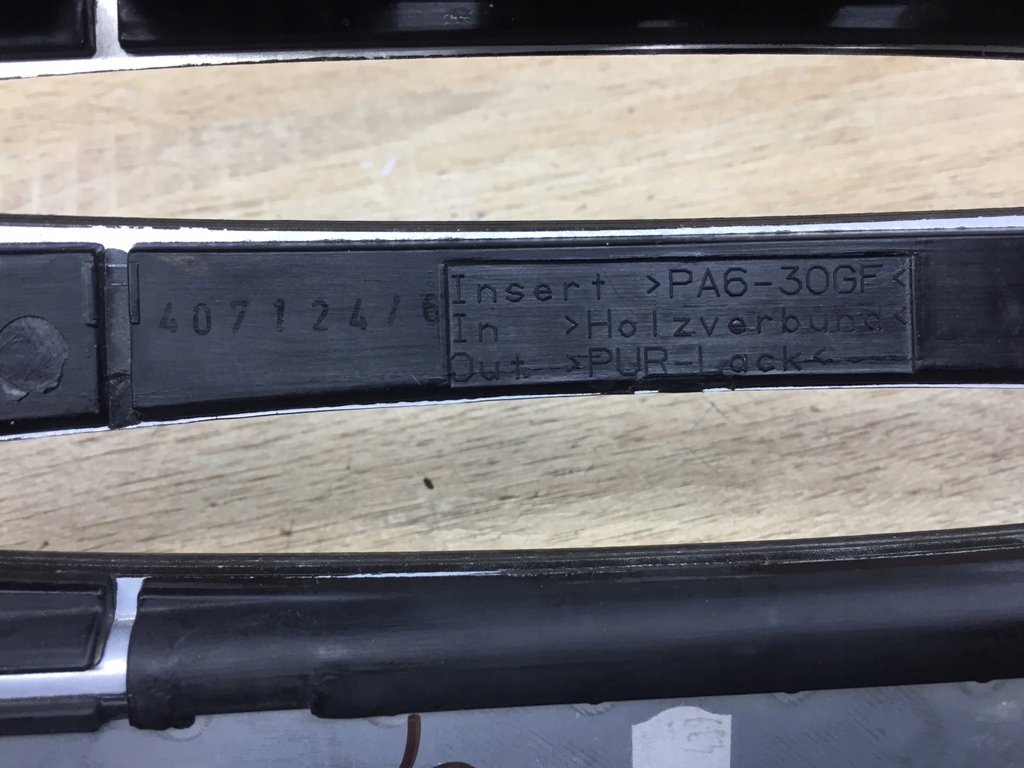 407124/6
Insert >PA6-30GF<
In >Holzverbund<
Out >PUR-Lack<